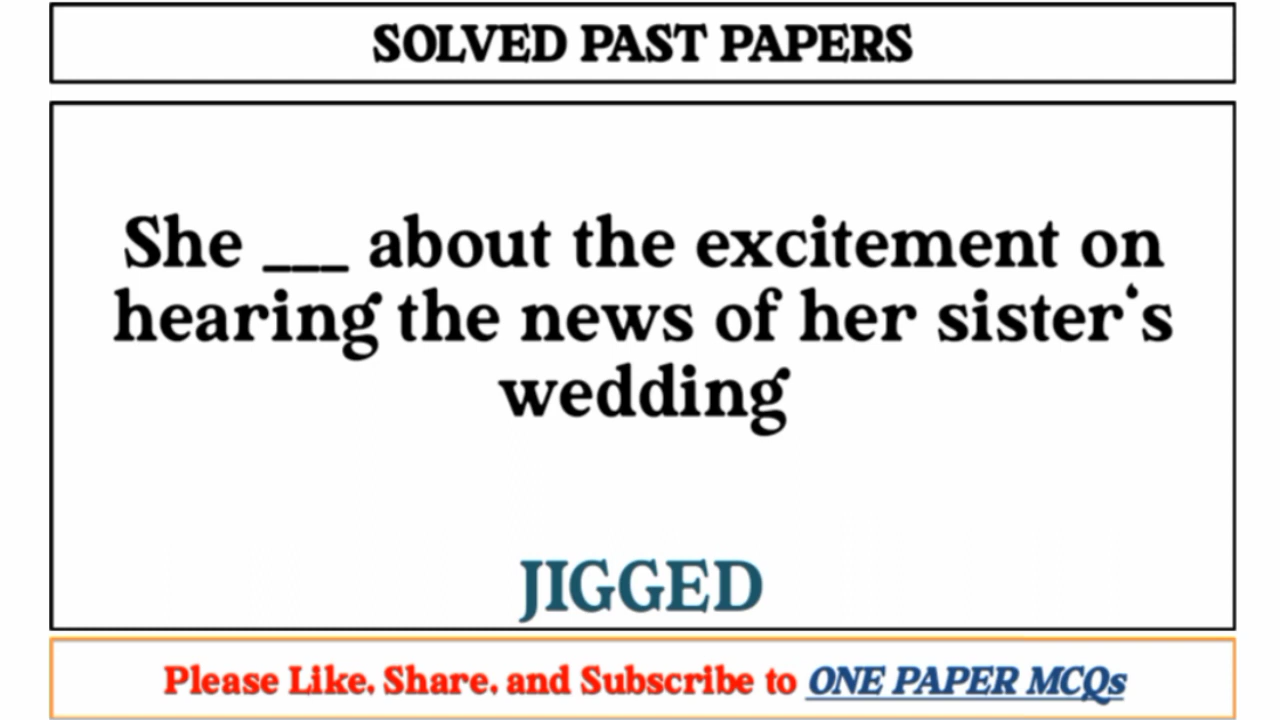 SOLVED PAST PAPERS
She ___ about the excitement on
hearing the news of her sister's
wedding
JIGGED
Please Like, Share, and Subscribe to ONE PAPER MCQs